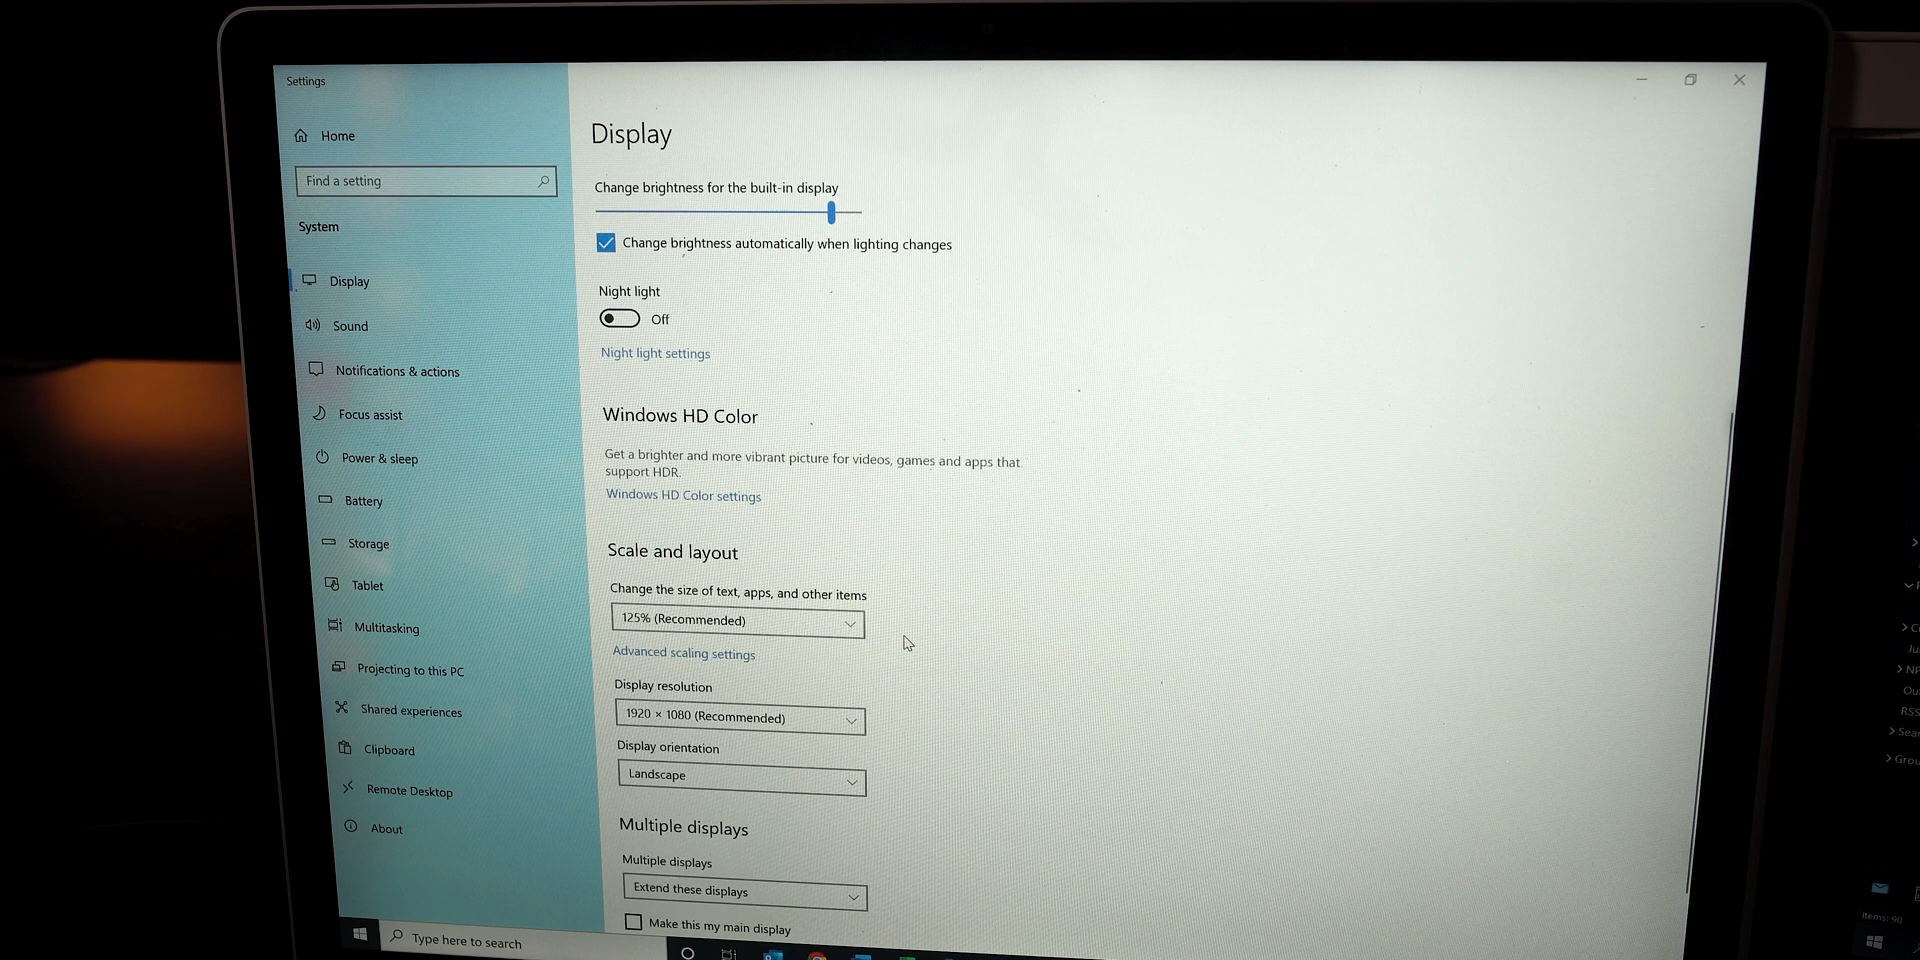 Settings
Home
Find a setting
System
Display
Sound
Notifications & actions
Focus assist
Power & sleep
Battery
Storage
Tablet
Multitasking
Projecting to this PC
Shared experiences
Clipboard
Remote Desktop
About
Type here to search
Display
Change brightness for the built-in display
Change brightness automatically when lighting changes
Night light
Off
Night light settings
Windows HD Color
Get a brighter and more vibrant picture for videos, games and apps that
support HDR.
Windows HD Color settings
Scale and layout
Change the size of text, apps, and other items
125% (Recommended)
Advanced scaling settings
Display resolution
1920 × 1080 (Recommended)
Display orientation
Landscape
Multiple displays
Multiple displays
Extend these displays
Make this my main display
RSS
Items: 90